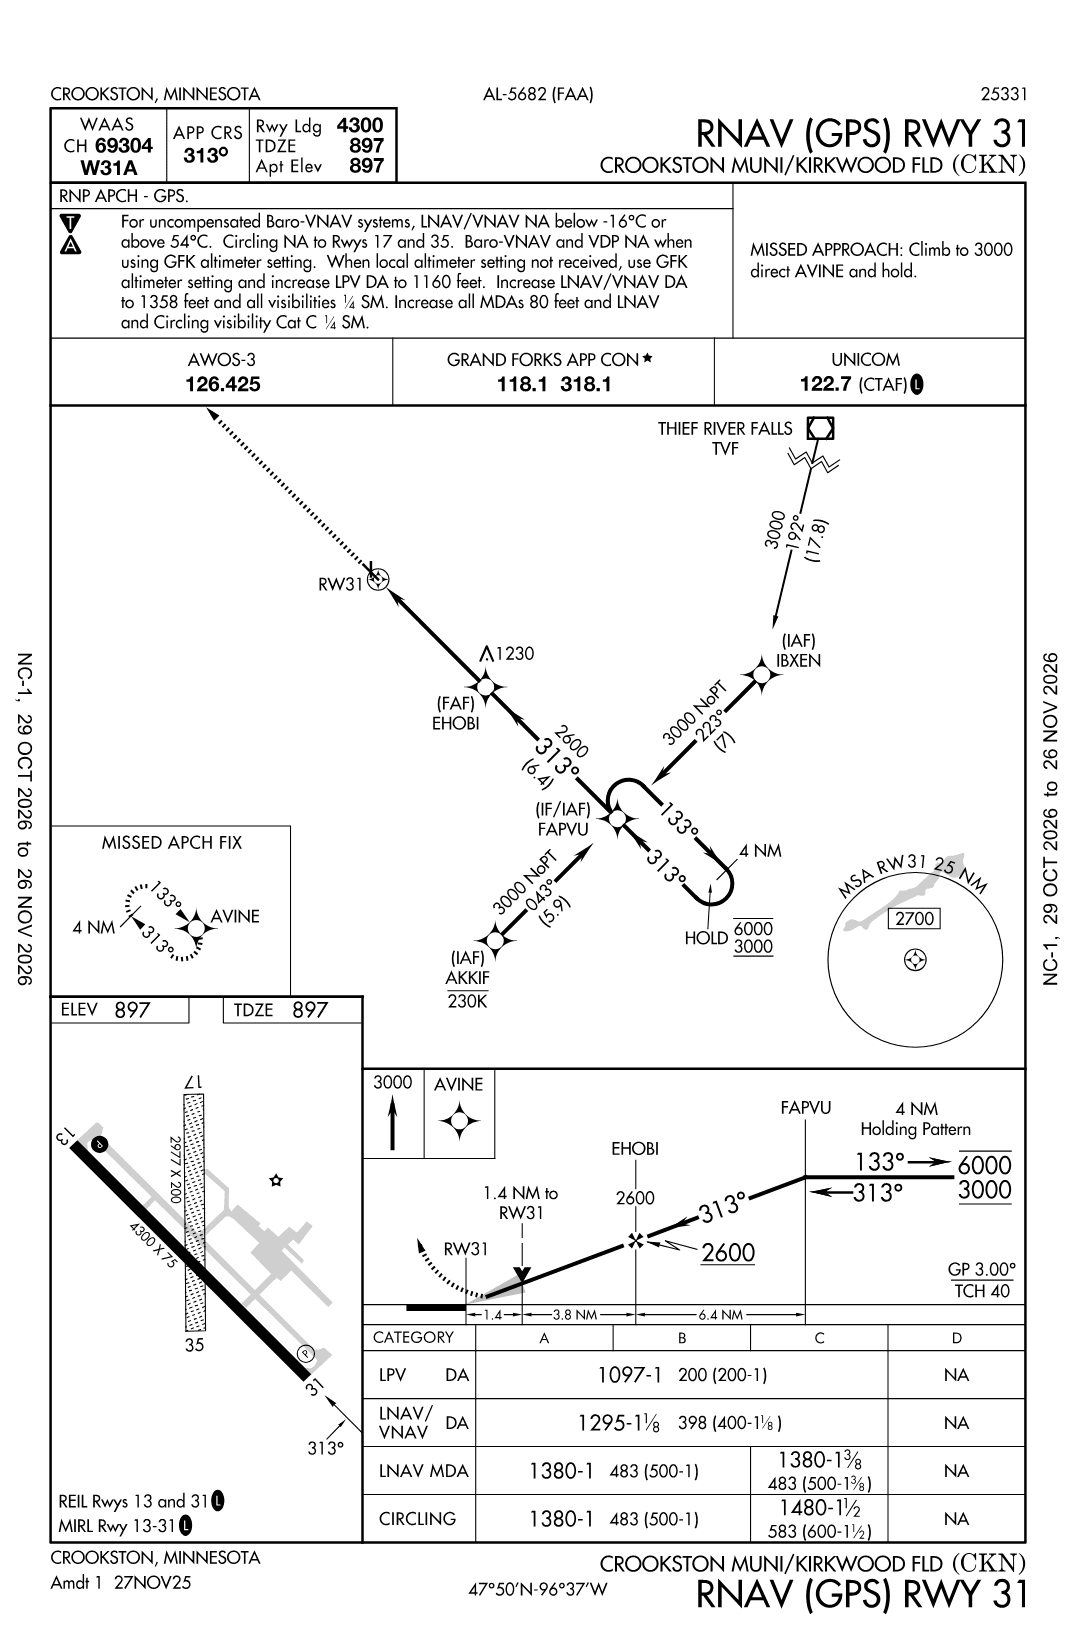 CROOKSTON, MINNESOTA
AL-5682 (FAA)
25331
WAAS
CH 69304
W31A
APP CRS
313°
Rwy Ldg 4300
TDZE 897
Apt Elev 897
RNAV (GPS) RWY 31
CROOKSTON MUNI/KIRKWOOD FLD (CKN)
RNP APCH - GPS.
T
A
For uncompensated Baro-VNAV systems, LNAV/VNAV NA below -16°C or
above 54°C. Circling NA to Rwys 17 and 35. Baro-VNAV and VDP NA when
using GFK altimeter setting. When local altimeter setting not received, use GFK
altimeter setting and increase LPV DA to 1160 feet. Increase LNAV/VNAV DA
to 1358 feet and all visibilities ¼ SM. Increase all MDAs 80 feet and LNAV
and Circling visibility Cat C ¼ SM.
MISSED APPROACH: Climb to 3000
direct AVINE and hold.
AWOS-3
126.425
GRAND FORKS APP CON★
118.1 318.1
UNICOM
122.7 (CTAF) L
THIEF RIVER FALLS
TVF
3000
192°
(17.8)
RW31
(IAF)
IBXEN
1230
(FAF)
EHOBI
3000 NoPT
223°
(7)
2600
313°
(6.4)
(IF/IAF)
FAPVU
133°
313°
4 NM
HOLD
6000
3000
3000 NoPT
043°
(5.9)
(IAF)
AKKIF
230K
MISSED APCH FIX
133°
AVINE
4 NM
313°
MSA RW31 25 NM
2700
NC-1, 29 OCT 2026 to 26 NOV 2026
NC-1, 29 OCT 2026 to 26 NOV 2026
ELEV 897
TDZE 897
17
13
P
2977 X 200
4300 X 75
35
P
31
313°
REIL Rwys 13 and 31 L
MIRL Rwy 13-31 L
3000
AVINE
FAPVU
4 NM
Holding Pattern
EHOBI
133°
6000
313°
3000
2600
1.4 NM to
RW31
313°
RW31
2600
GP 3.00°
TCH 40
1.4
3.8 NM
6.4 NM
CATEGORY A B C D
LPV DA 1097-1 200 (200-1) NA
LNAV/
VNAV DA 1295-1⅛ 398 (400-1⅛) NA
LNAV MDA 1380-1 483 (500-1) 1380-1⅜
483 (500-1⅜) NA
CIRCLING 1380-1 483 (500-1) 1480-1½
583 (600-1½) NA
CROOKSTON, MINNESOTA
Amdt 1 27NOV25
47°50'N-96°37'W
CROOKSTON MUNI/KIRKWOOD FLD (CKN)
RNAV (GPS) RWY 31